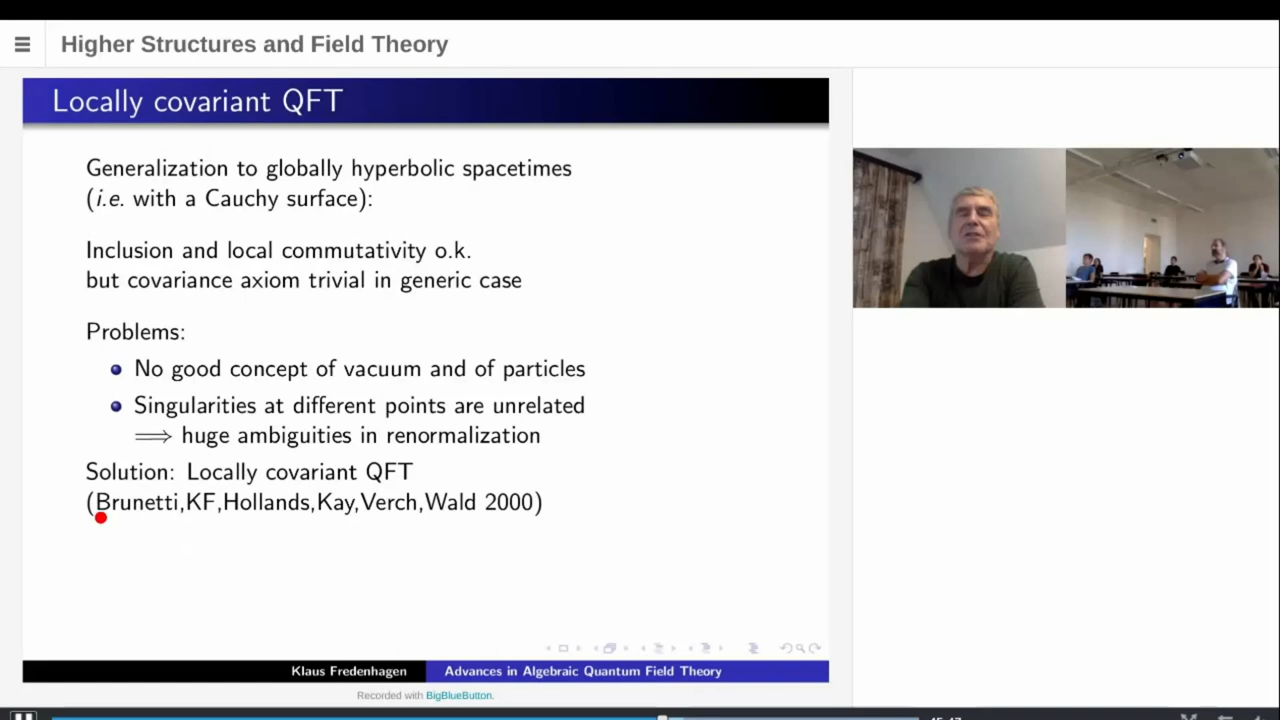 Higher Structures and Field Theory
Locally covariant QFT
Generalization to globally hyperbolic spacetimes
(i.e. with a Cauchy surface):
Inclusion and local commutativity o.k.
but covariance axiom trivial in generic case
Problems:
No good concept of vacuum and of particles
Singularities at different points are unrelated
⟹ huge ambiguities in renormalization
Solution: Locally covariant QFT
(Brunetti,KF,Hollands,Kay,Verch,Wald 2000)
Klaus Fredenhagen Advances in Algebraic Quantum Field Theory
Recorded with BigBlueButton.